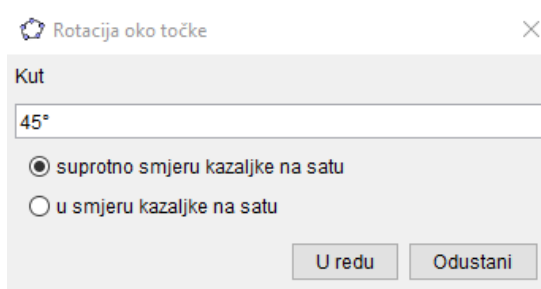 Rotacija oko točke
Kut
45°
suprotno smjeru kazaljke na satu
u smjeru kazaljke na satu
U redu Odustani